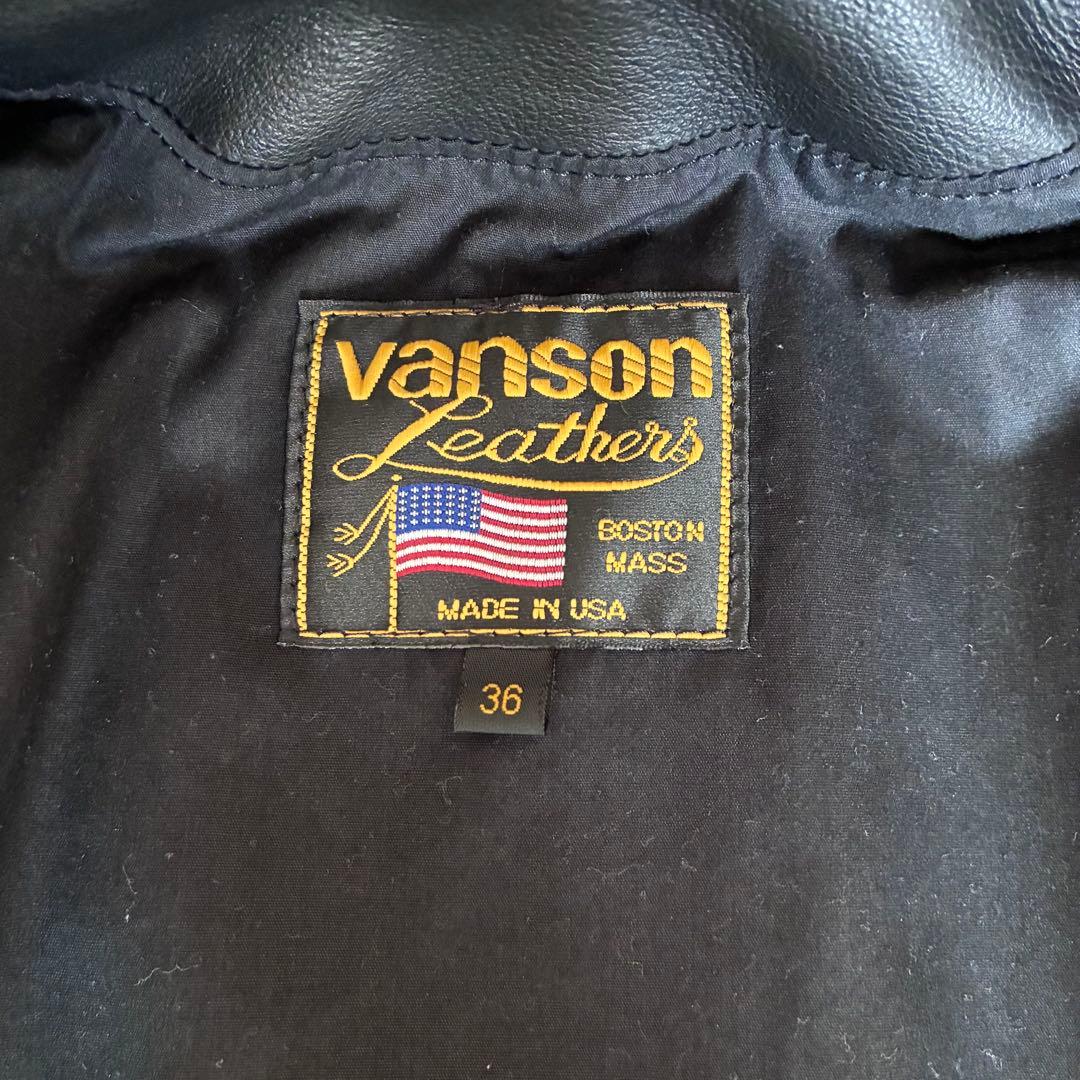 vanson
Leathers
BOSTON
MASS
MADE IN USA
36